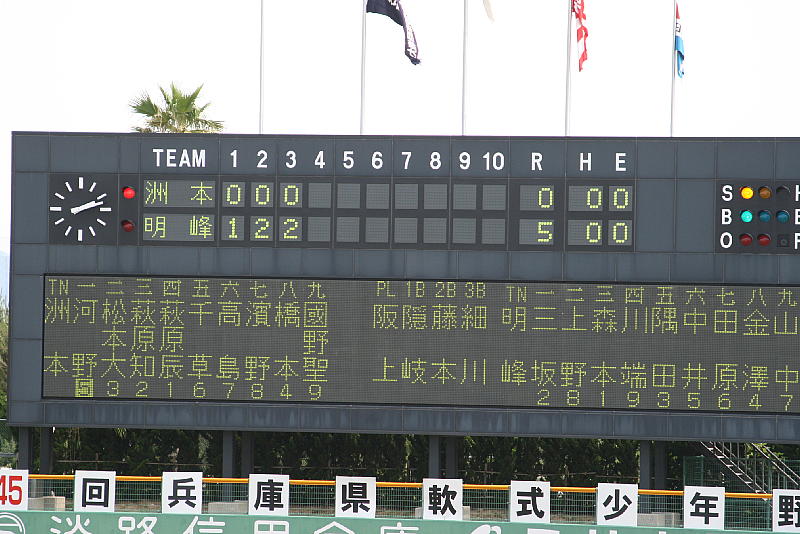 TEAM 1 2 3 4 5 6 7 8 9 10 R H E
洲本 0 0 0 0 0 0
明峰 1 2 2 5 0 0
S
B
O
TN 一 二 三 四 五 六 七 八 九 PL 1B 2B 3B TN 一 二 三 四 五 六 七 八 九
洲本 河野 松本大 萩原知 萩原辰 千草 高島 濱野 橋本 國野聖 阪上 隠岐 藤本 細川 明峰 三坂 上野 森本 川端 隅田 中井 田原 金澤 山中
3 2 1 6 7 8 4 9 2 8 1 9 3 5 6 4 7
45 回 兵 庫 県 軟 式 少 年 野
淡路信用金庫